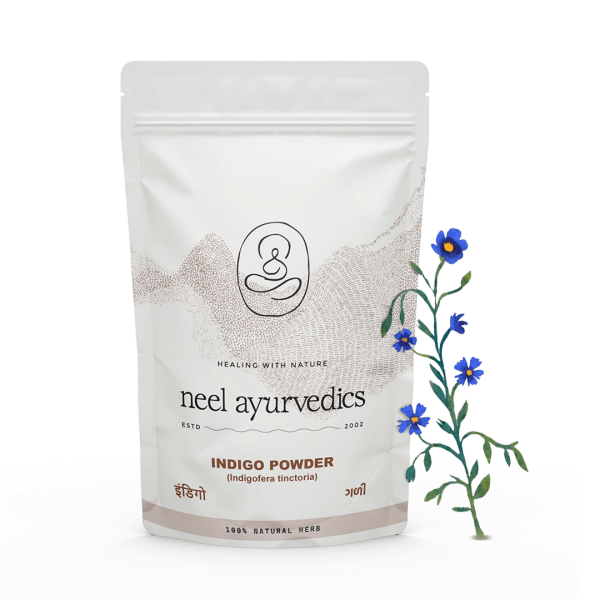 HEALING WITH NATURE
neel ayurvedics
ESTD 2002
INDIGO POWDER
(Indigofera tinctoria)
इंडिगो ગળી
100% NATURAL HERB